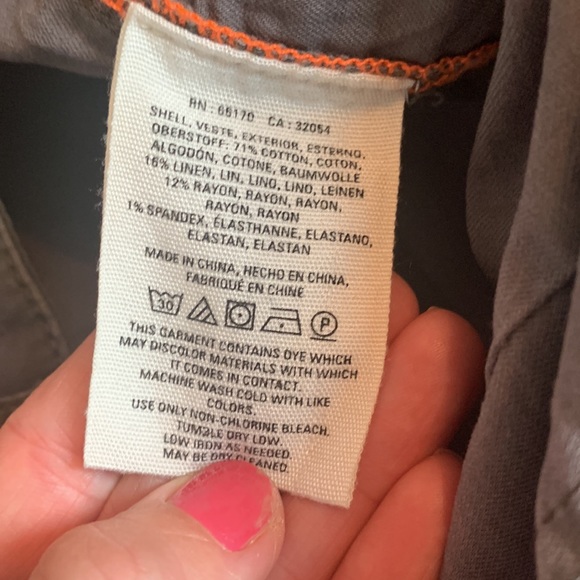 RN : 66170 CA : 32054
SHELL, VESTE, EXTERIOR, ESTERNO,
OBERSTOFF: 71% COTTON, COTON,
ALGODÓN, COTONE, BAUMWOLLE
16% LINEN, LIN, LINO, LINO, LEINEN
12% RAYON, RAYON, RAYON,
RAYON, RAYON
1% SPANDEX, ÉLASTHANNE, ELASTANO,
ELASTAN, ELASTAN
MADE IN CHINA, HECHO EN CHINA,
FABRIQUÉ EN CHINE
30 P
THIS GARMENT CONTAINS DYE WHICH
MAY DISCOLOR MATERIALS WITH WHICH
IT COMES IN CONTACT.
MACHINE WASH COLD WITH LIKE
COLORS.
USE ONLY NON-CHLORINE BLEACH.
TUMBLE DRY LOW.
LOW IRON AS NEEDED.
MAY BE DRY CLEANED.